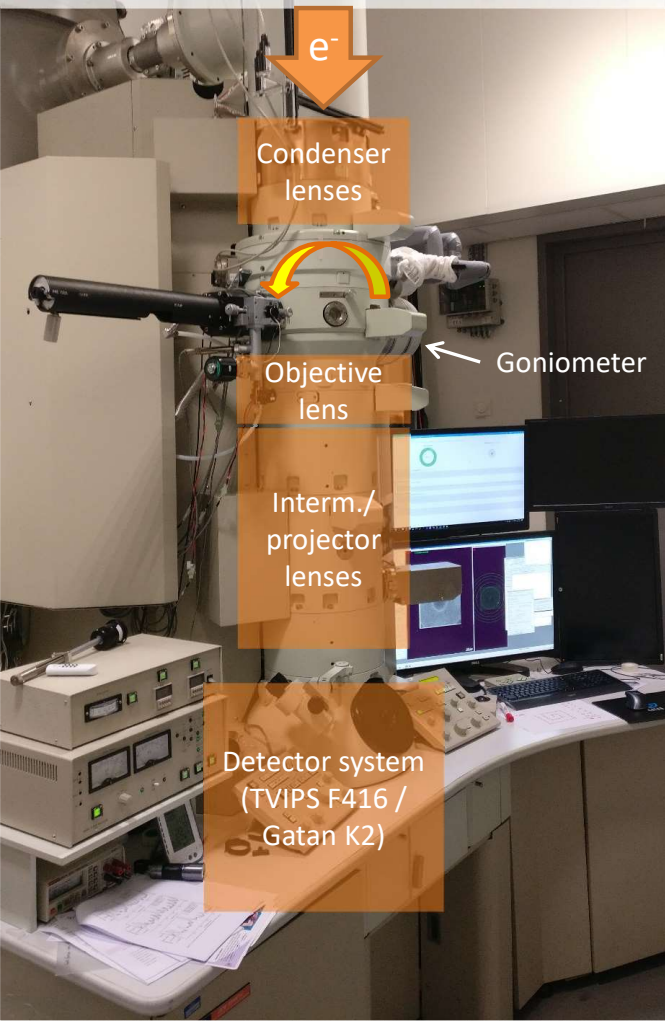 e-
Condenser
lenses
Goniometer
Objective
lens
Interm./
projector
lenses
Detector system
(TVIPS F416 /
Gatan K2)